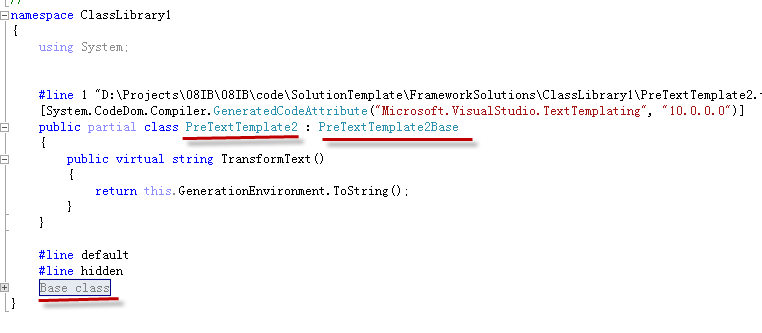 //
namespace ClassLibrary1
{
using System;
#line 1 "D:\Projects\08IB\08IB\code\SolutionTemplate\FrameworkSolutions\ClassLibrary1\PreTextTemplate2.
[System.CodeDom.Compiler.GeneratedCodeAttribute("Microsoft.VisualStudio.TextTemplating", "10.0.0.0")]
public partial class PreTextTemplate2 : PreTextTemplate2Base
{
public virtual string TransformText()
{
return this.GenerationEnvironment.ToString();
}
}
#line default
#line hidden
Base class
}